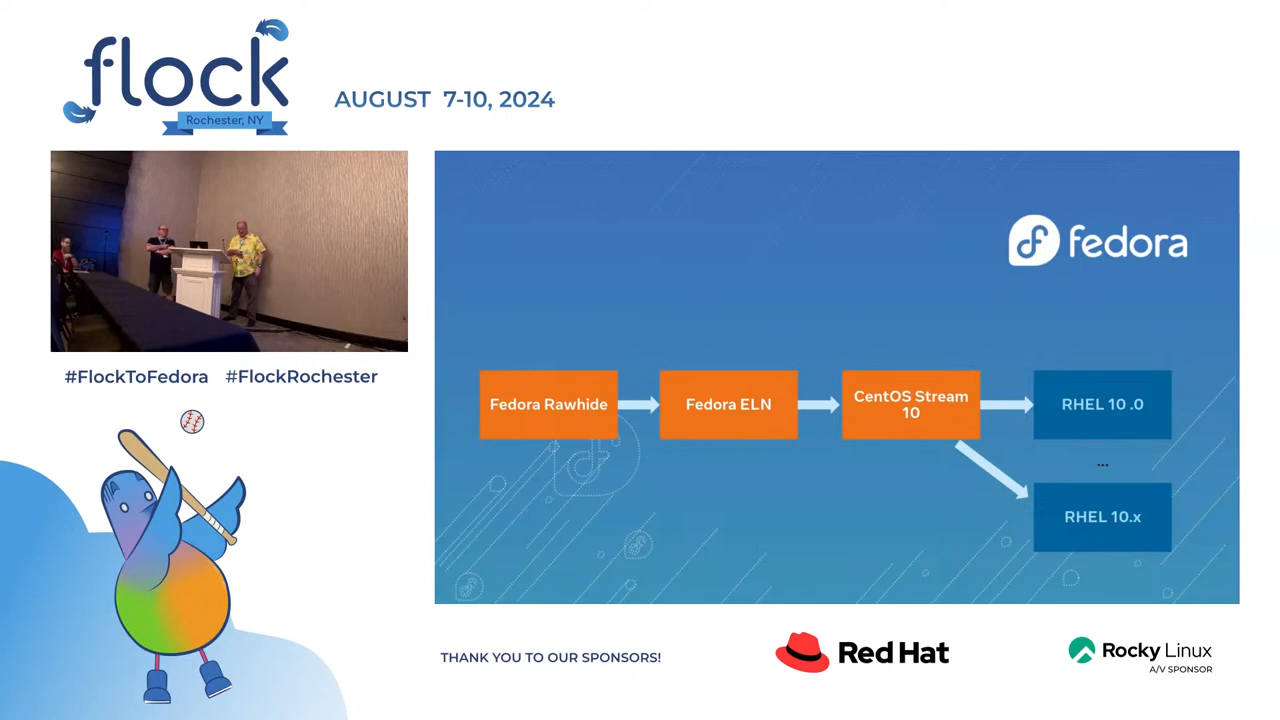 flock
Rochester, NY
AUGUST 7-10, 2024
fedora
Fedora Rawhide
Fedora ELN
CentOS Stream
10
RHEL 10 .0
...
RHEL 10.x
#FlockToFedora #FlockRochester
THANK YOU TO OUR SPONSORS!
Red Hat
Rocky Linux
A/V SPONSOR